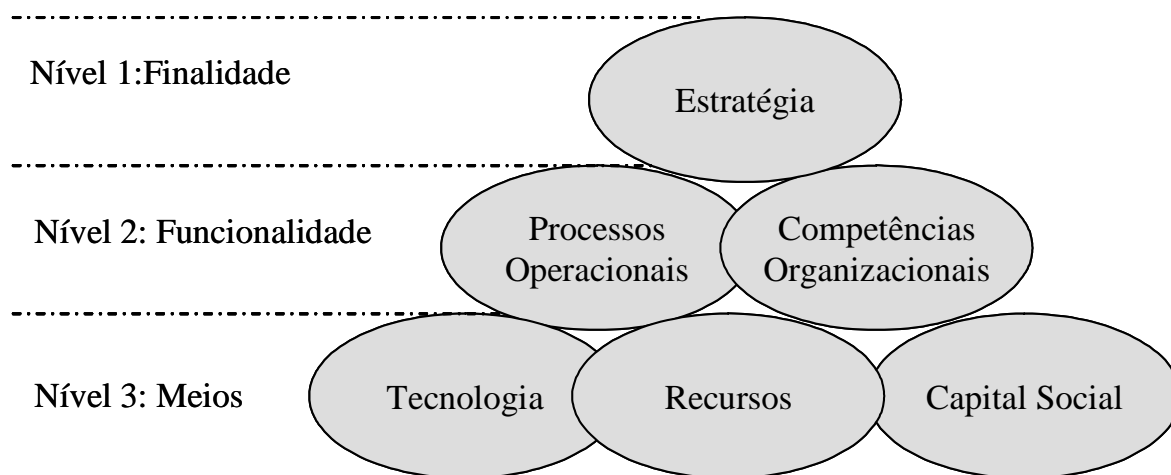 Nível 1:Finalidade
Estratégia
Nível 2: Funcionalidade
Processos
Operacionais
Competências
Organizacionais
Nível 3: Meios
Tecnologia
Recursos
Capital Social